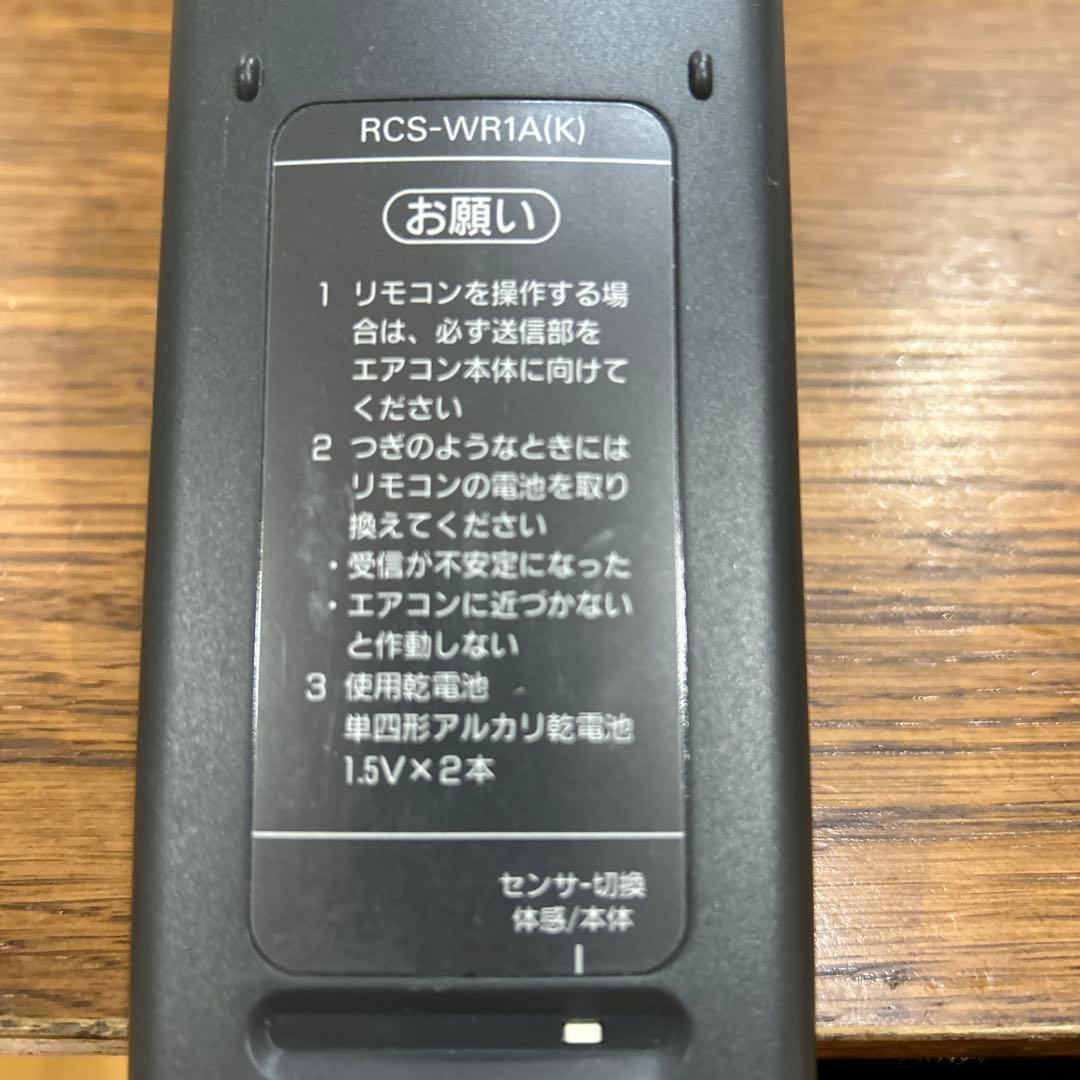 RCS-WR1A(K)
お願い
1 リモコンを操作する場
合は、必ず送信部を
エアコン本体に向けて
ください
2 つぎのようなときには
リモコンの電池を取り
換えてください
・受信が不安定になった
・エアコンに近づかない
と作動しない
3 使用乾電池
単四形アルカリ乾電池
1.5V×2本
センサー切換
体感/本体